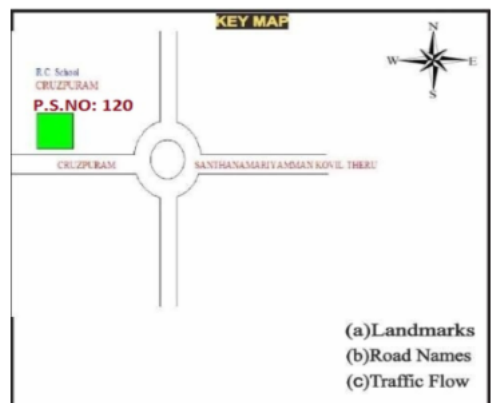 KEY MAP
N
W
E
S
R.C. School
CRUZPURAM
P.S.NO: 120
CRUZPURAM
SANTHANAMARIYAMMAN KOVIL THERU
(a)Landmarks
(b)Road Names
(c)Traffic Flow